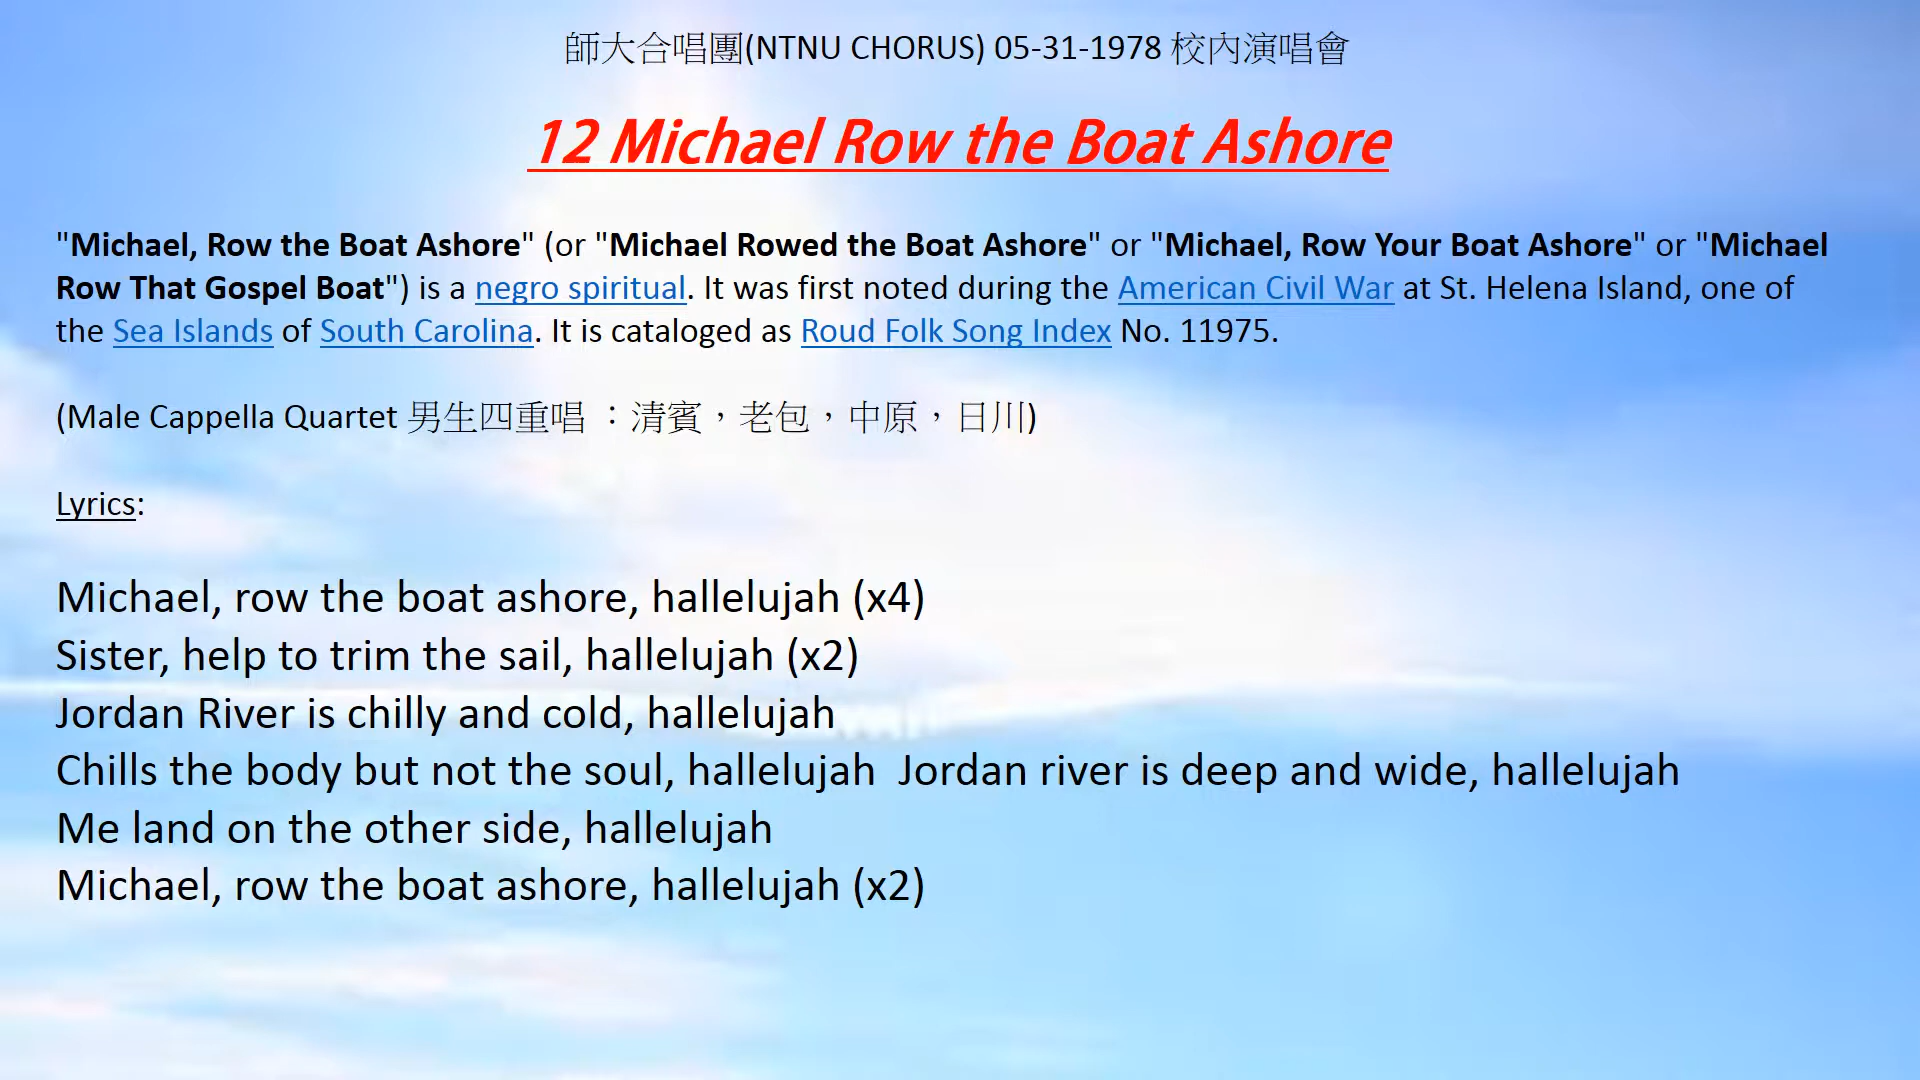 師大合唱團(NTNU CHORUS) 05-31-1978 校內演唱會
12 Michael Row the Boat Ashore
"Michael, Row the Boat Ashore" (or "Michael Rowed the Boat Ashore" or "Michael, Row Your Boat Ashore" or "Michael
Row That Gospel Boat") is a negro spiritual. It was first noted during the American Civil War at St. Helena Island, one of
the Sea Islands of South Carolina. It is cataloged as Roud Folk Song Index No. 11975.
(Male Cappella Quartet 男生四重唱 ：清賓，老包，中原，日川)
Lyrics:
Michael, row the boat ashore, hallelujah (x4)
Sister, help to trim the sail, hallelujah (x2)
Jordan River is chilly and cold, hallelujah
Chills the body but not the soul, hallelujah  Jordan river is deep and wide, hallelujah
Me land on the other side, hallelujah
Michael, row the boat ashore, hallelujah (x2)